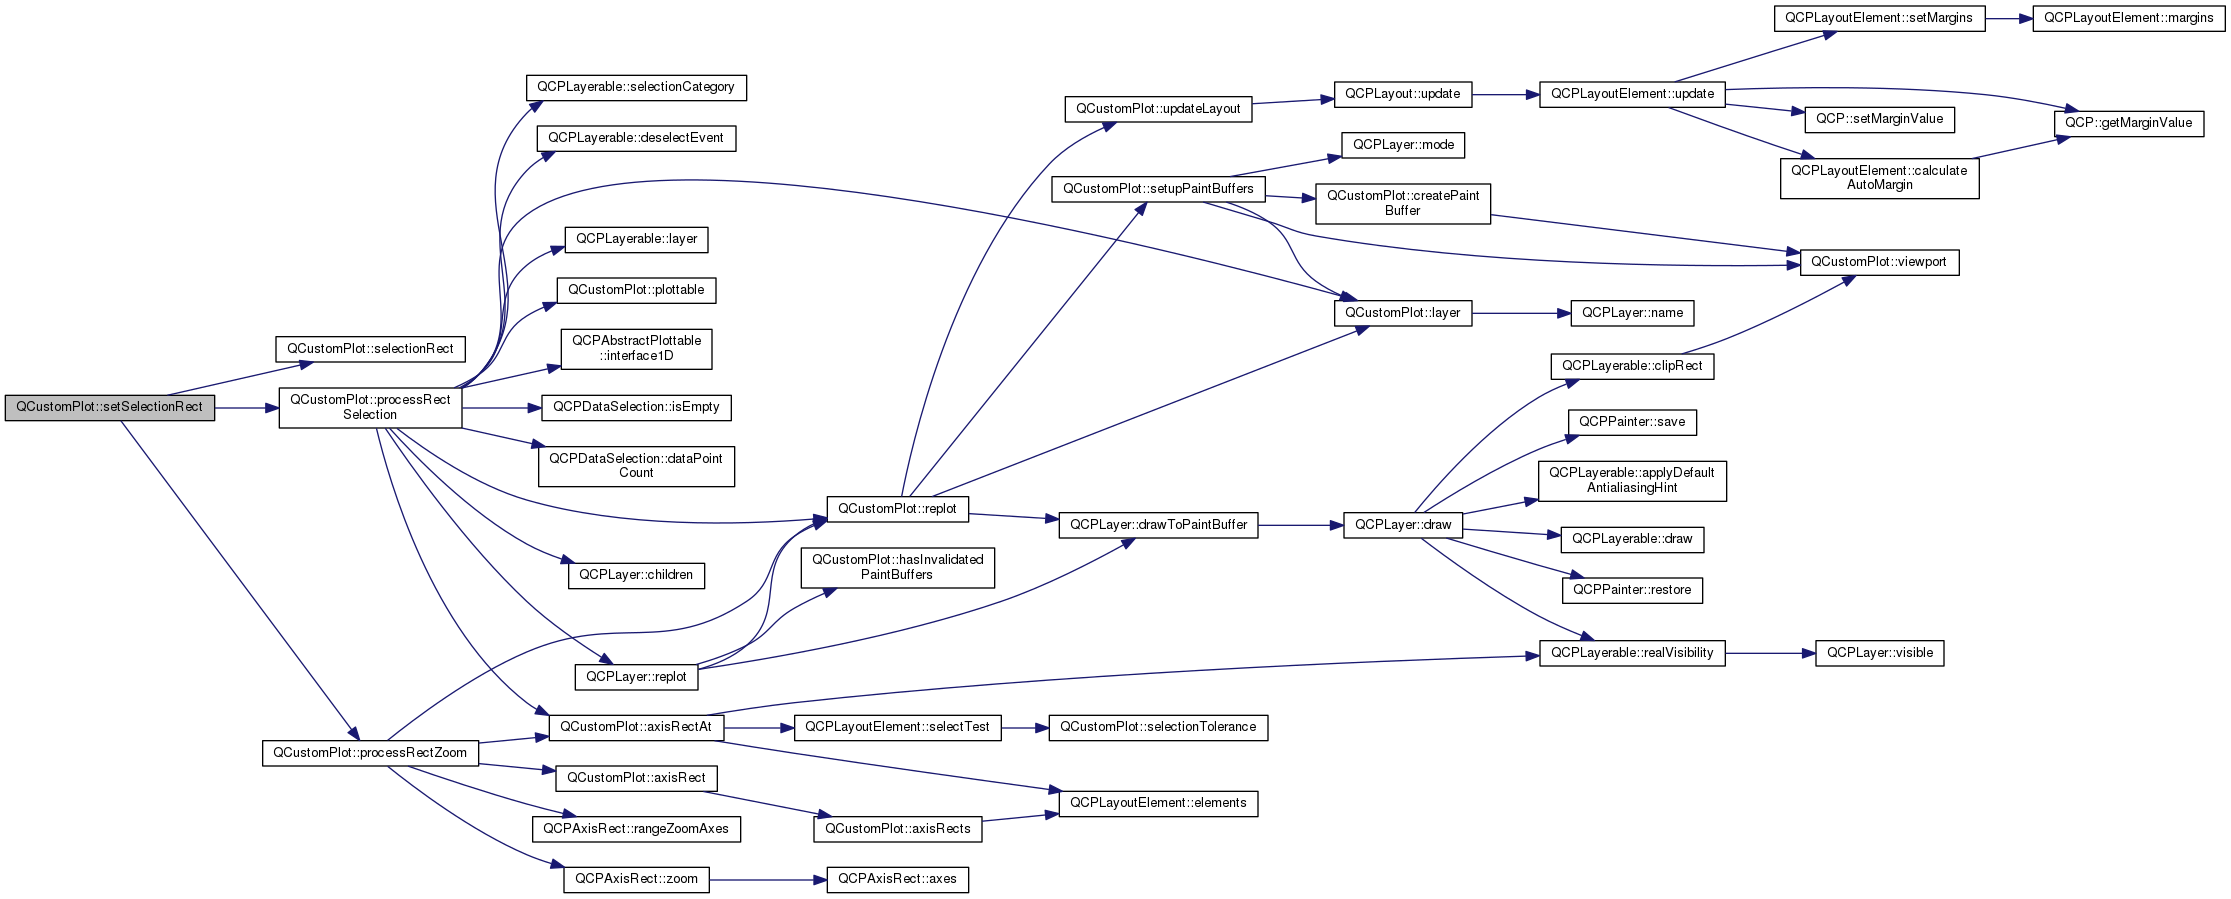 QCustomPlot::setSelectionRect
QCustomPlot::selectionRect
QCustomPlot::processRect
Selection
QCustomPlot::processRectZoom
QCPLayerable::selectionCategory
QCPLayerable::deselectEvent
QCPLayerable::layer
QCustomPlot::plottable
QCPAbstractPlottable
::interface1D
QCPDataSelection::isEmpty
QCPDataSelection::dataPoint
Count
QCPLayer::children
QCPLayer::replot
QCustomPlot::axisRectAt
QCustomPlot::axisRect
QCPAxisRect::rangeZoomAxes
QCPAxisRect::zoom
QCustomPlot::replot
QCustomPlot::hasInvalidated
PaintBuffers
QCPLayoutElement::selectTest
QCustomPlot::axisRects
QCPAxisRect::axes
QCustomPlot::updateLayout
QCustomPlot::setupPaintBuffers
QCPLayer::drawToPaintBuffer
QCustomPlot::selectionTolerance
QCPLayoutElement::elements
QCPLayout::update
QCPLayer::mode
QCustomPlot::createPaint
Buffer
QCustomPlot::layer
QCPLayer::draw
QCPLayoutElement::update
QCPLayer::name
QCPLayerable::clipRect
QCPPainter::save
QCPLayerable::applyDefault
AntialiasingHint
QCPLayerable::draw
QCPPainter::restore
QCPLayerable::realVisibility
QCPLayoutElement::setMargins
QCP::setMarginValue
QCPLayoutElement::calculate
AutoMargin
QCustomPlot::viewport
QCPLayer::visible
QCPLayoutElement::margins
QCP::getMarginValue